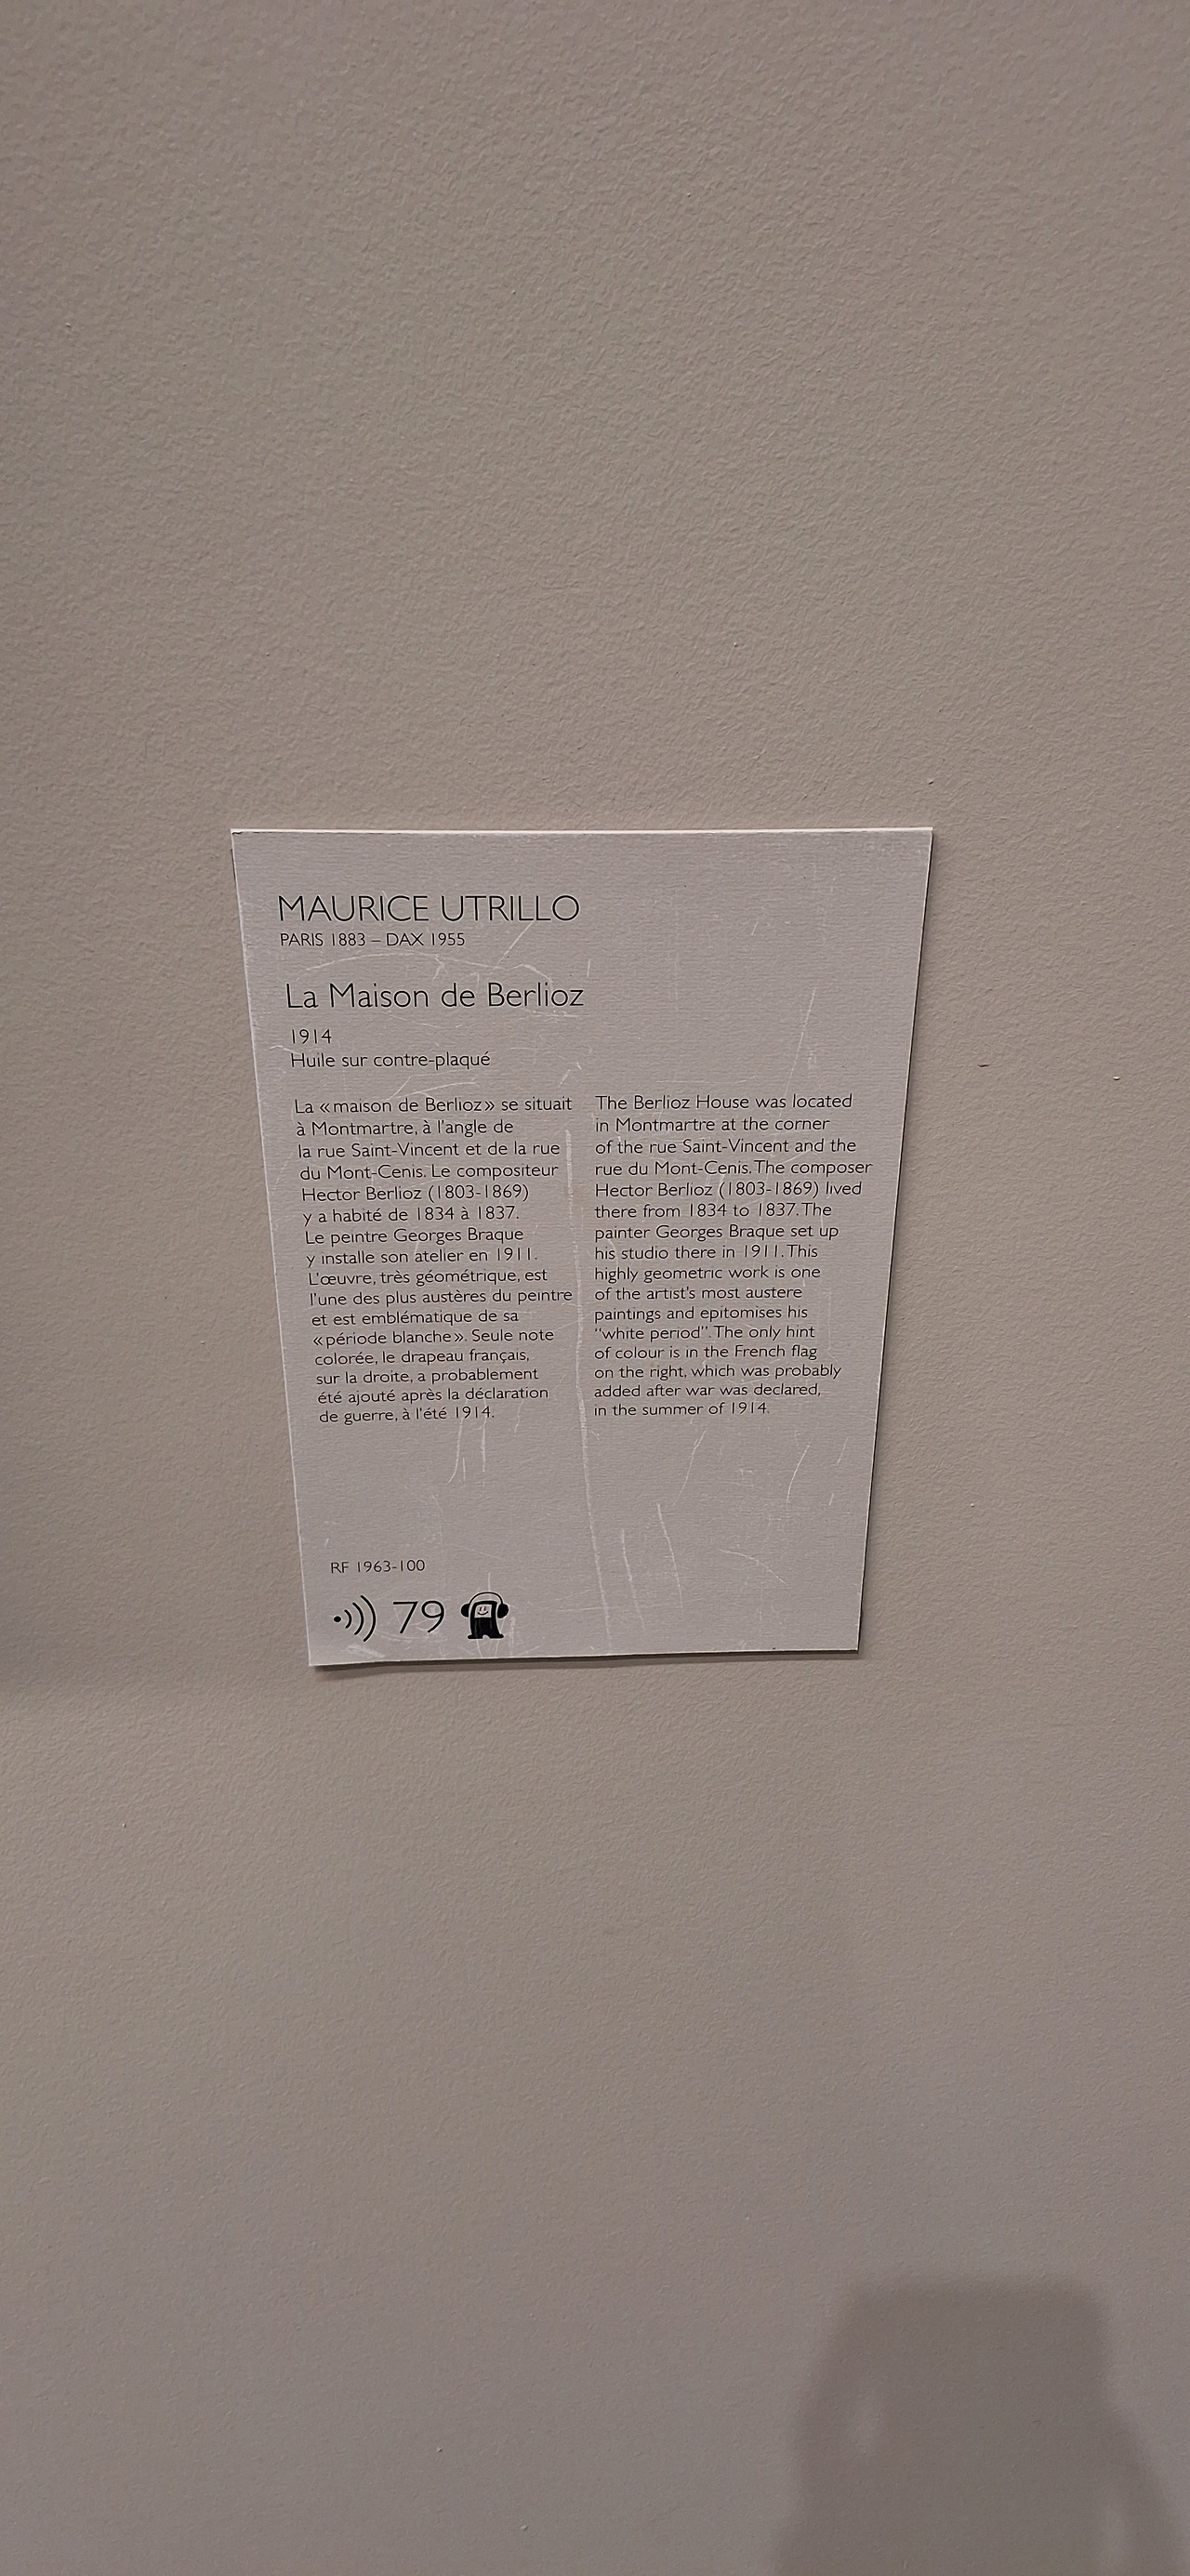 MAURICE UTRILLO
PARIS 1883 – DAX 1955
La Maison de Berlioz
1914
Huile sur contre-plaqué
La «maison de Berlioz» se situait
à Montmartre, à l'angle de
la rue Saint-Vincent et de la rue
du Mont-Cenis. Le compositeur
Hector Berlioz (1803-1869)
y a habité de 1834 à 1837.
Le peintre Georges Braque
y installe son atelier en 1911.
L'œuvre, très géométrique, est
l'une des plus austères du peintre
et est emblématique de sa
«période blanche». Seule note
colorée, le drapeau français,
sur la droite, a probablement
été ajouté après la déclaration
de guerre, à l'été 1914.
The Berlioz House was located
in Montmartre at the corner
of the rue Saint-Vincent and the
rue du Mont-Cenis. The composer
Hector Berlioz (1803-1869) lived
there from 1834 to 1837. The
painter Georges Braque set up
his studio there in 1911. This
highly geometric work is one
of the artist's most austere
paintings and epitomises his
"white period". The only hint
of colour is in the French flag
on the right, which was probably
added after war was declared,
in the summer of 1914.
RF 1963-100
79